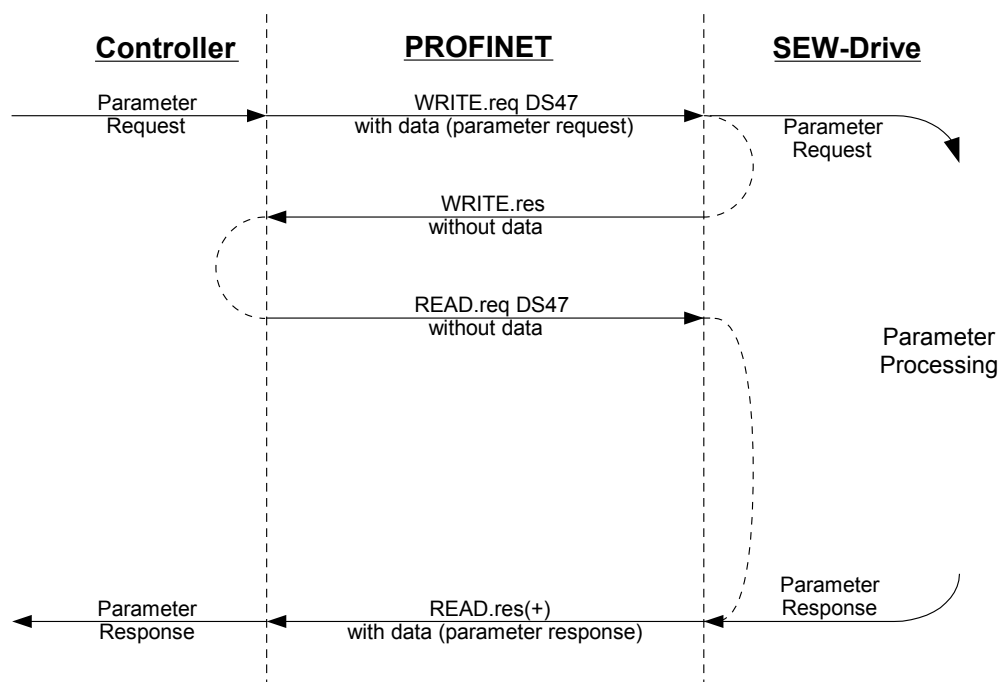 Controller
PROFINET
SEW-Drive
Parameter
Request
WRITE.req DS47
with data (parameter request)
Parameter
Request
WRITE.res
without data
READ.req DS47
without data
Parameter
Processing
Parameter
Response
READ.res(+)
with data (parameter response)
Parameter
Response